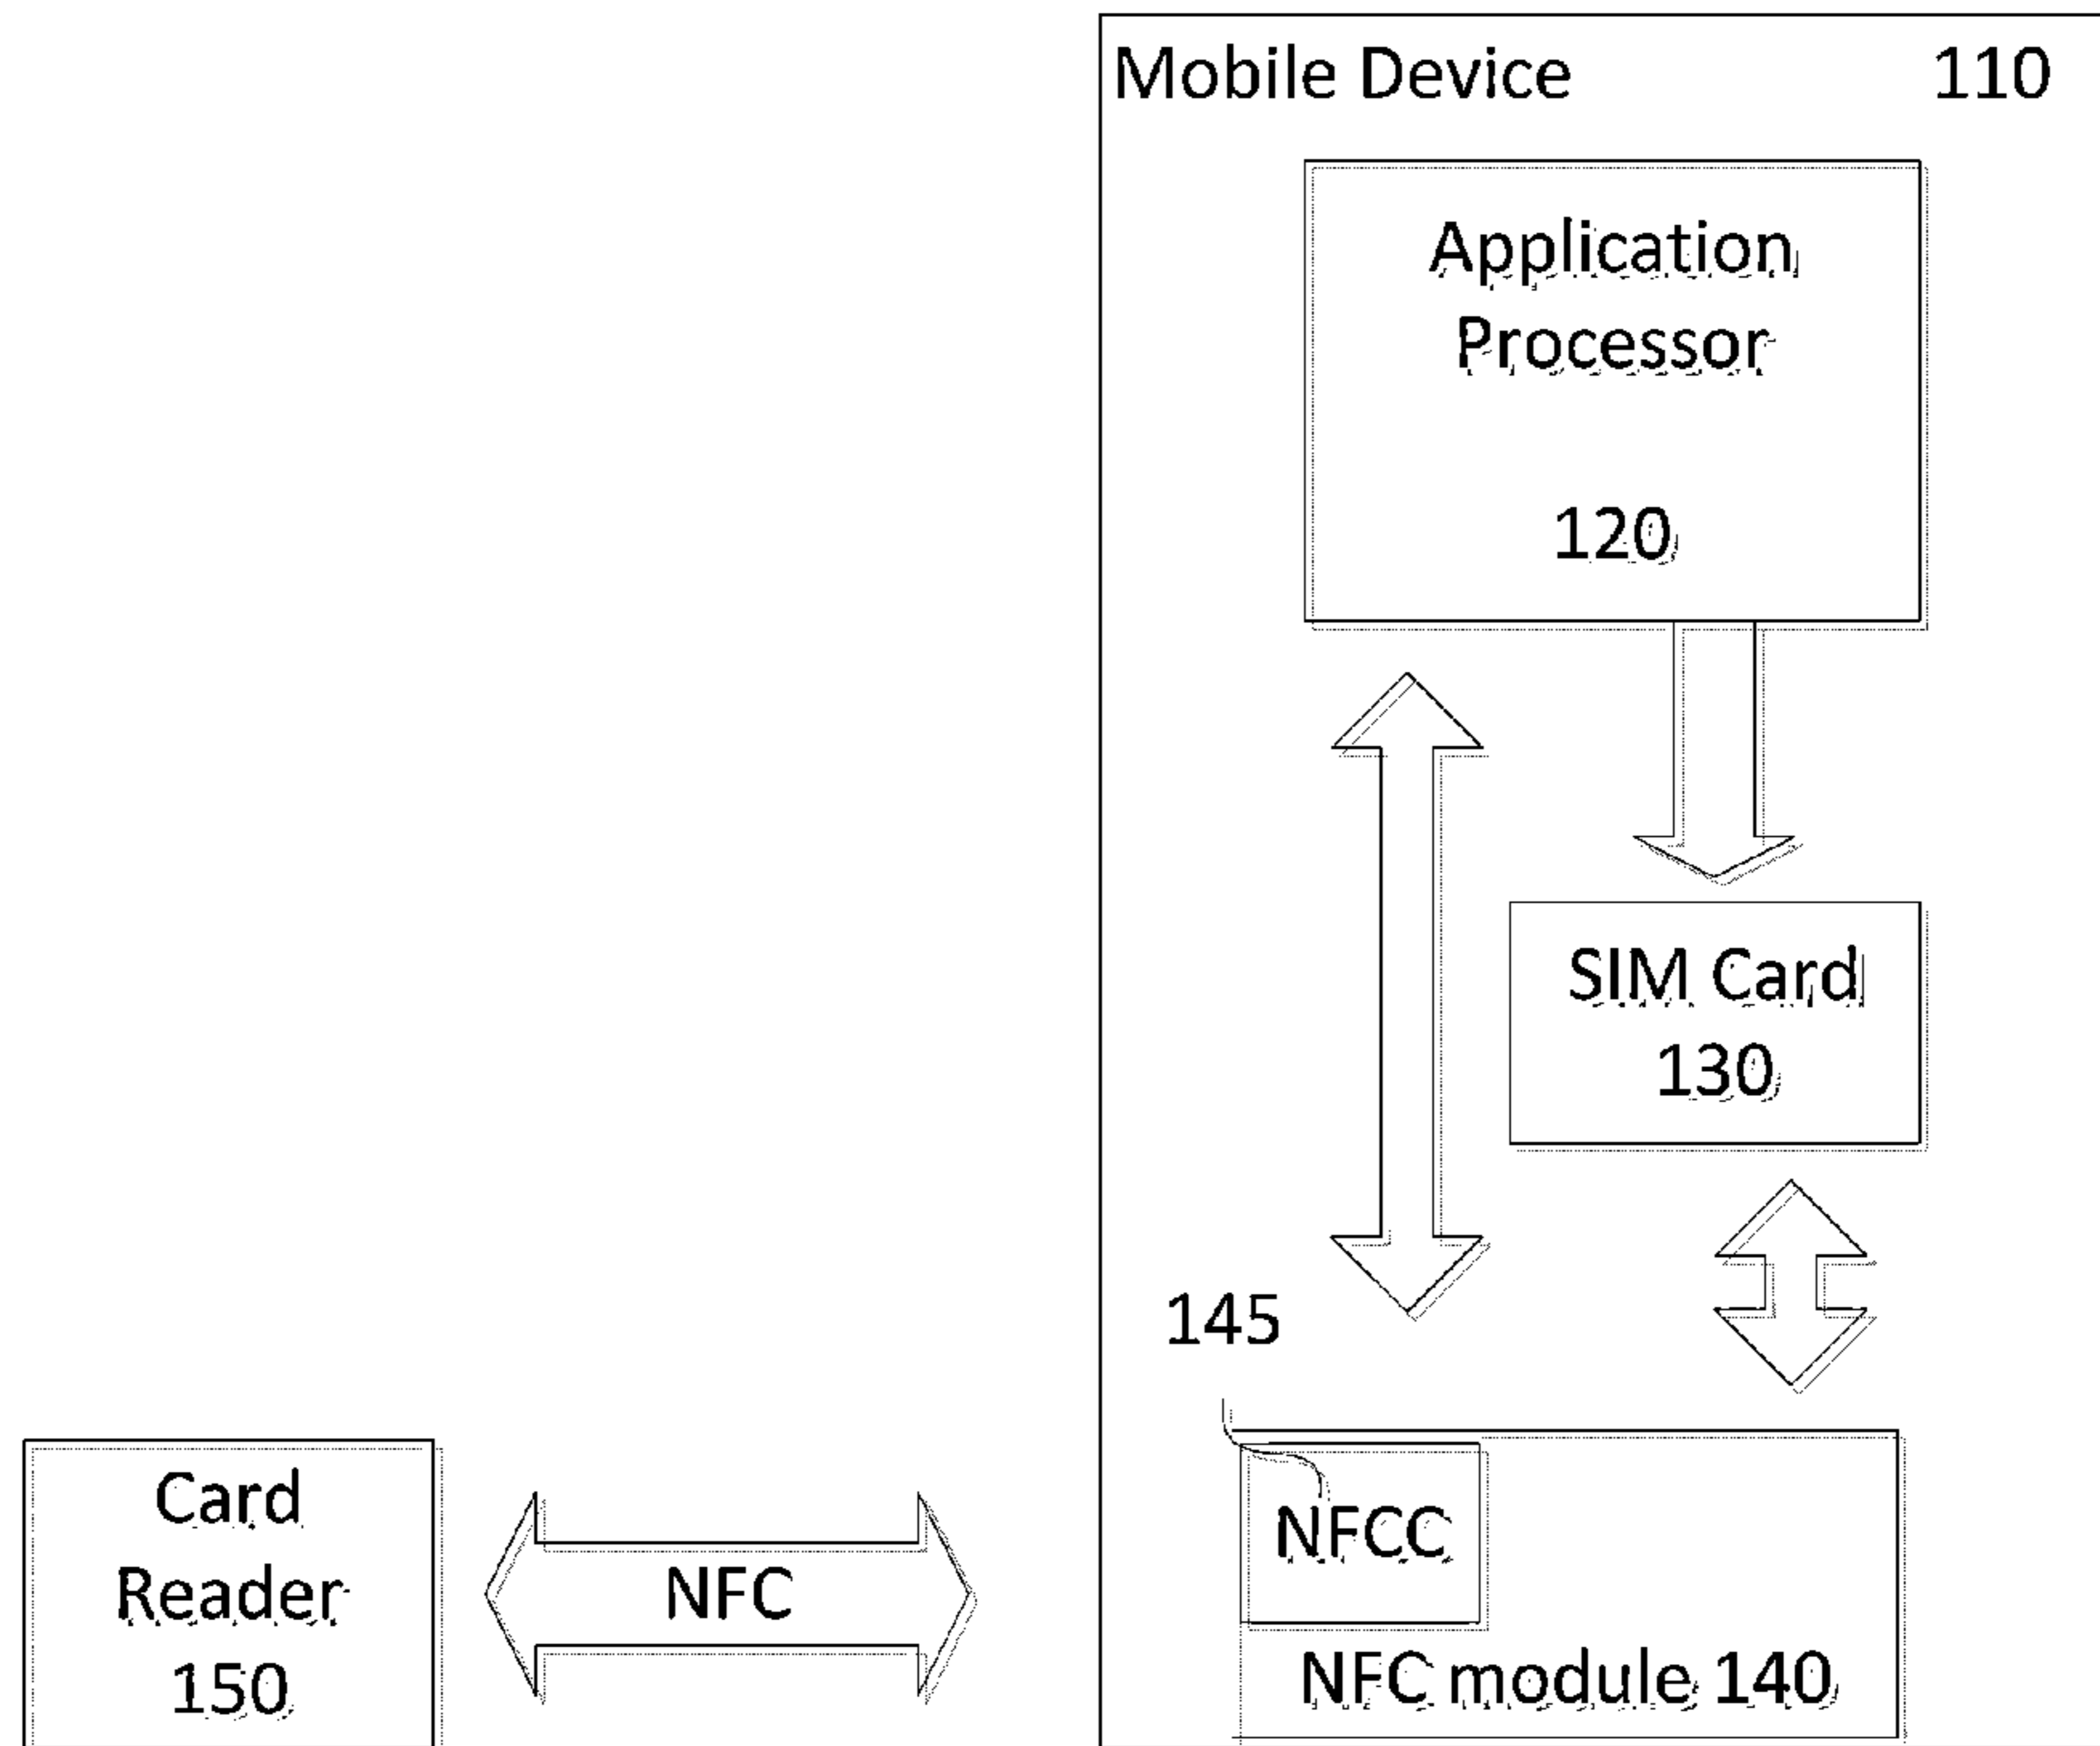 Mobile Device 110
Application
Processor
120
SIM Card
130
145
NFCC
NFC module 140
Card
Reader
150
NFC